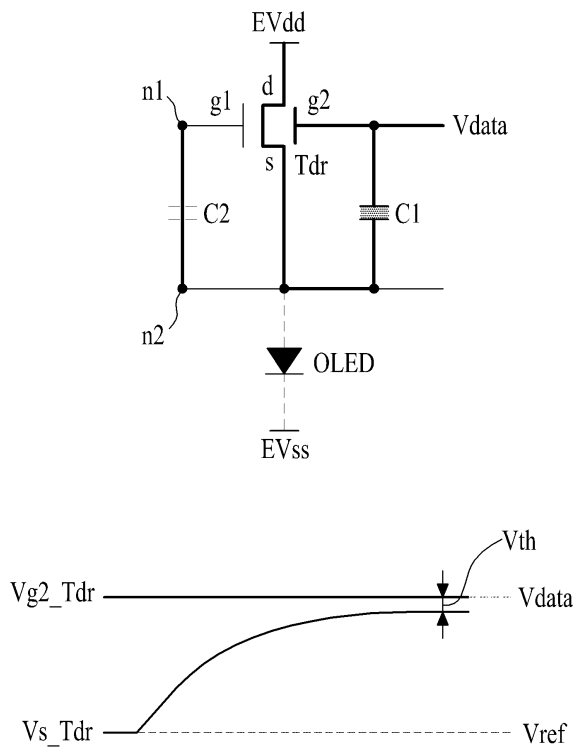 EVdd
n1
g1
d
g2
Vdata
s
Tdr
C2
C1
n2
OLED
EVss
Vth
Vg2_Tdr
Vdata
Vs_Tdr
Vref